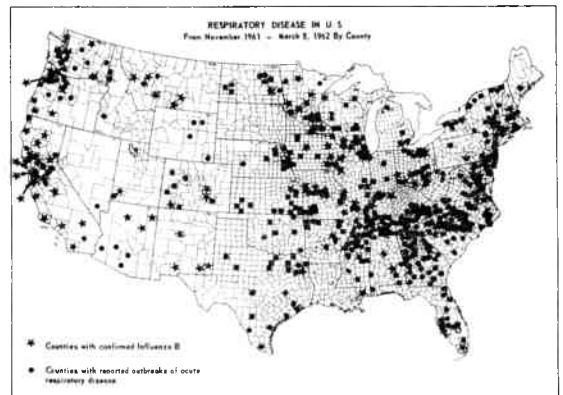 RESPIRATORY DISEASE IN U S
From November 1961 - March 8, 1962 By County
Counties with confirmed Influenza B
Counties with reported outbreaks of acute
respiratory disease